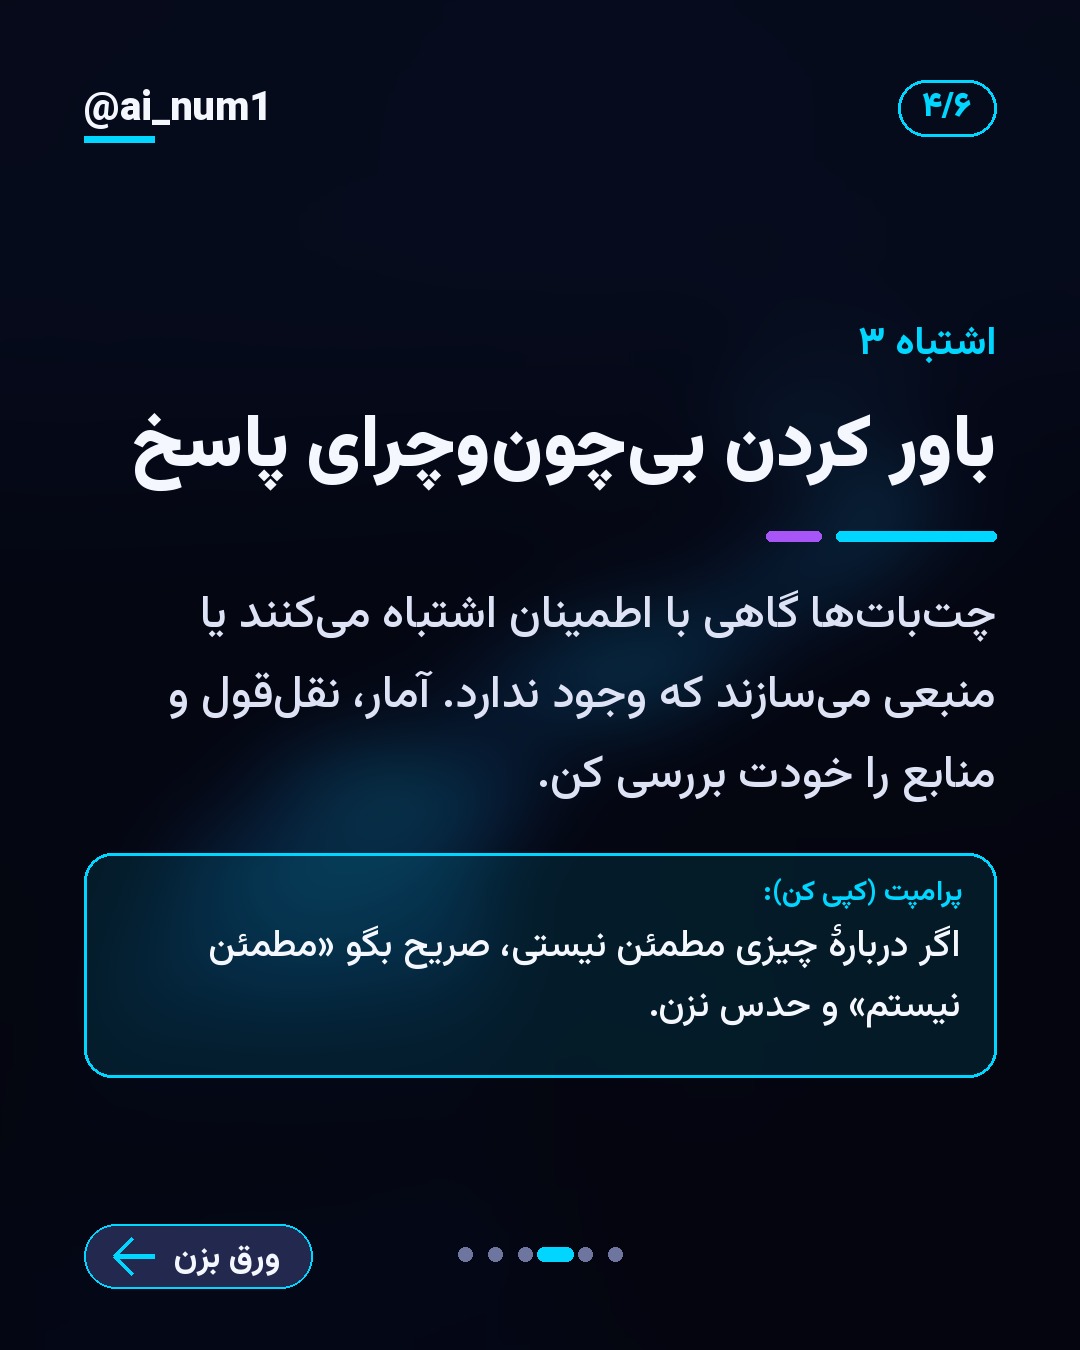 @ai_num1
۴/۶
اشتباه ۳
باور کردن بی‌چون‌وچرای پاسخ
چت‌بات‌ها گاهی با اطمینان اشتباه می‌کنند یا
منبعی می‌سازند که وجود ندارد. آمار، نقل‌قول و
منابع را خودت بررسی کن.
پرامپت (کپی کن):
اگر دربارهٔ چیزی مطمئن نیستی، صریح بگو «مطمئن
نیستم» و حدس نزن.
ورق بزن